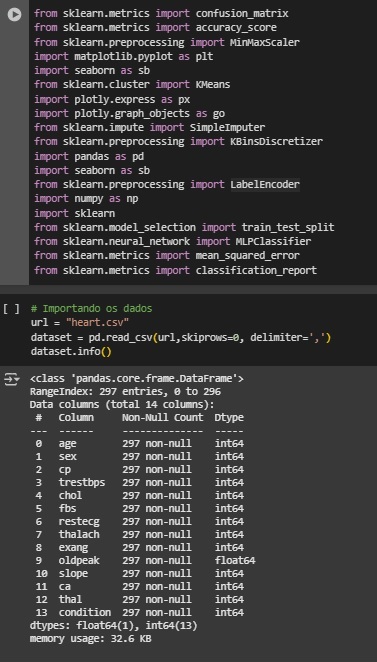 from sklearn.metrics import confusion_matrix
from sklearn.metrics import accuracy_score
from sklearn.preprocessing import MinMaxScaler
import matplotlib.pyplot as plt
import seaborn as sb
from sklearn.cluster import KMeans
import plotly.express as px
import plotly.graph_objects as go
from sklearn.impute import SimpleImputer
from sklearn.preprocessing import KBinsDiscretizer
import pandas as pd
import seaborn as sb
from sklearn.preprocessing import LabelEncoder
import numpy as np
import sklearn
from sklearn.model_selection import train_test_split
from sklearn.neural_network import MLPClassifier
from sklearn.metrics import mean_squared_error
from sklearn.metrics import classification_report
[ ] # Importando os dados
url = "heart.csv"
dataset = pd.read_csv(url,skiprows=0, delimiter=',')
dataset.info()
<class 'pandas.core.frame.DataFrame'>
RangeIndex: 297 entries, 0 to 296
Data columns (total 14 columns):
 #   Column     Non-Null Count  Dtype
---  ------     --------------  -----
 0   age        297 non-null    int64
 1   sex        297 non-null    int64
 2   cp         297 non-null    int64
 3   trestbps   297 non-null    int64
 4   chol       297 non-null    int64
 5   fbs        297 non-null    int64
 6   restecg    297 non-null    int64
 7   thalach    297 non-null    int64
 8   exang      297 non-null    int64
 9   oldpeak    297 non-null    float64
 10  slope      297 non-null    int64
 11  ca         297 non-null    int64
 12  thal       297 non-null    int64
 13  condition  297 non-null    int64
dtypes: float64(1), int64(13)
memory usage: 32.6 KB